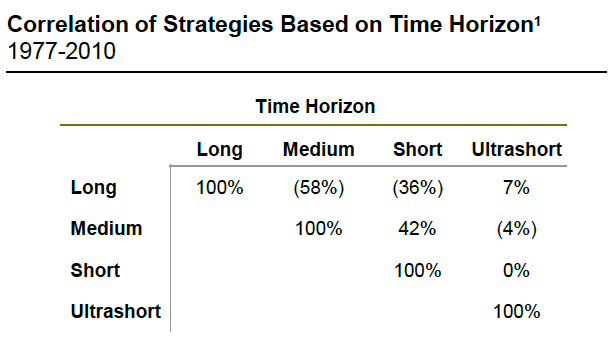 Correlation of Strategies Based on Time Horizon¹
1977-2010
Time Horizon
Long Medium Short Ultrashort
Long 100% (58%) (36%) 7%
Medium 100% 42% (4%)
Short 100% 0%
Ultrashort 100%